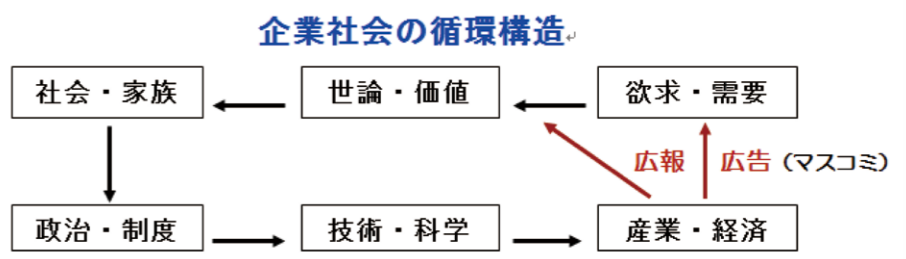 企業社会の循環構造↵
社会・家族 世論・価値 欲求・需要
広報 広告（マスコミ）
政治・制度 技術・科学 産業・経済